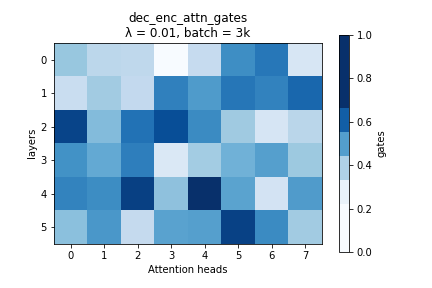 dec_enc_attn_gates
λ = 0.01, batch = 3k
layers
0
1
2
3
4
5
0 1 2 3 4 5 6 7
Attention heads
1.0
0.8
0.6
0.4
0.2
0.0
gates